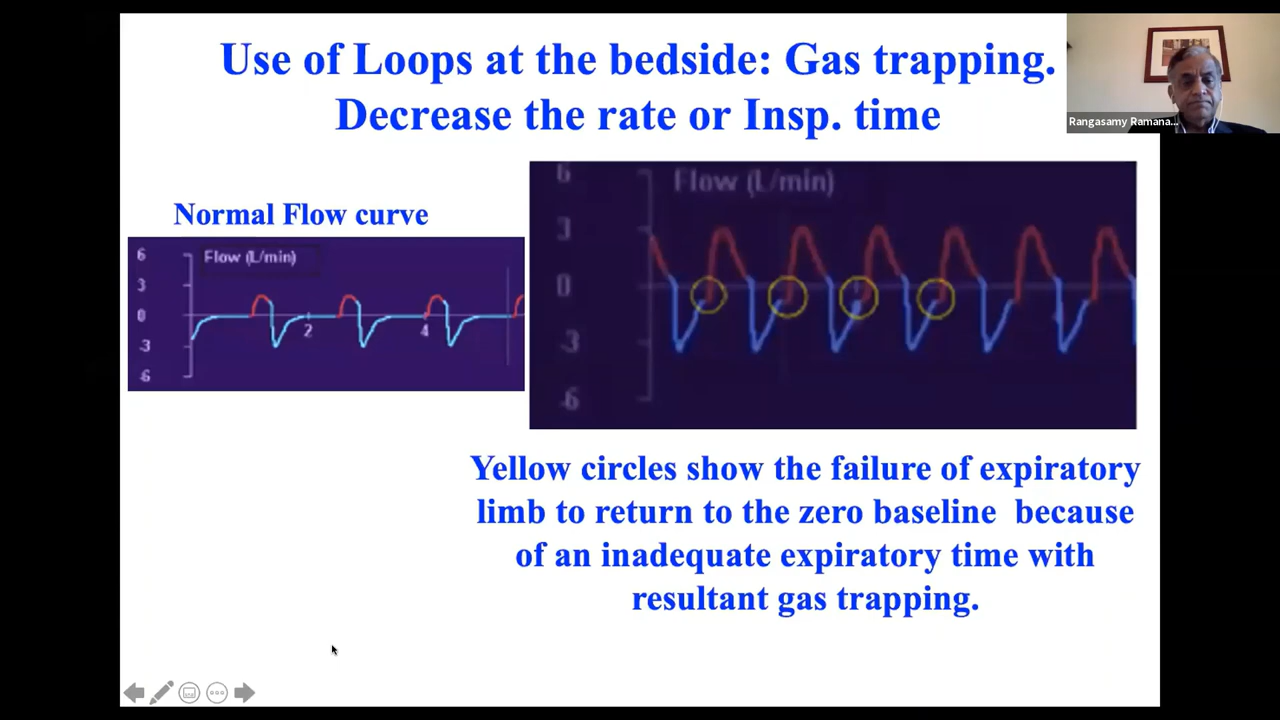 Use of Loops at the bedside: Gas trapping.
Decrease the rate or Insp. time
Rangasamy Ramana...
Normal Flow curve
6
3
0
3
6
Flow (L/min)
2
4
6
3
0
3
6
Flow (L/min)
Yellow circles show the failure of expiratory
limb to return to the zero baseline because
of an inadequate expiratory time with
resultant gas trapping.